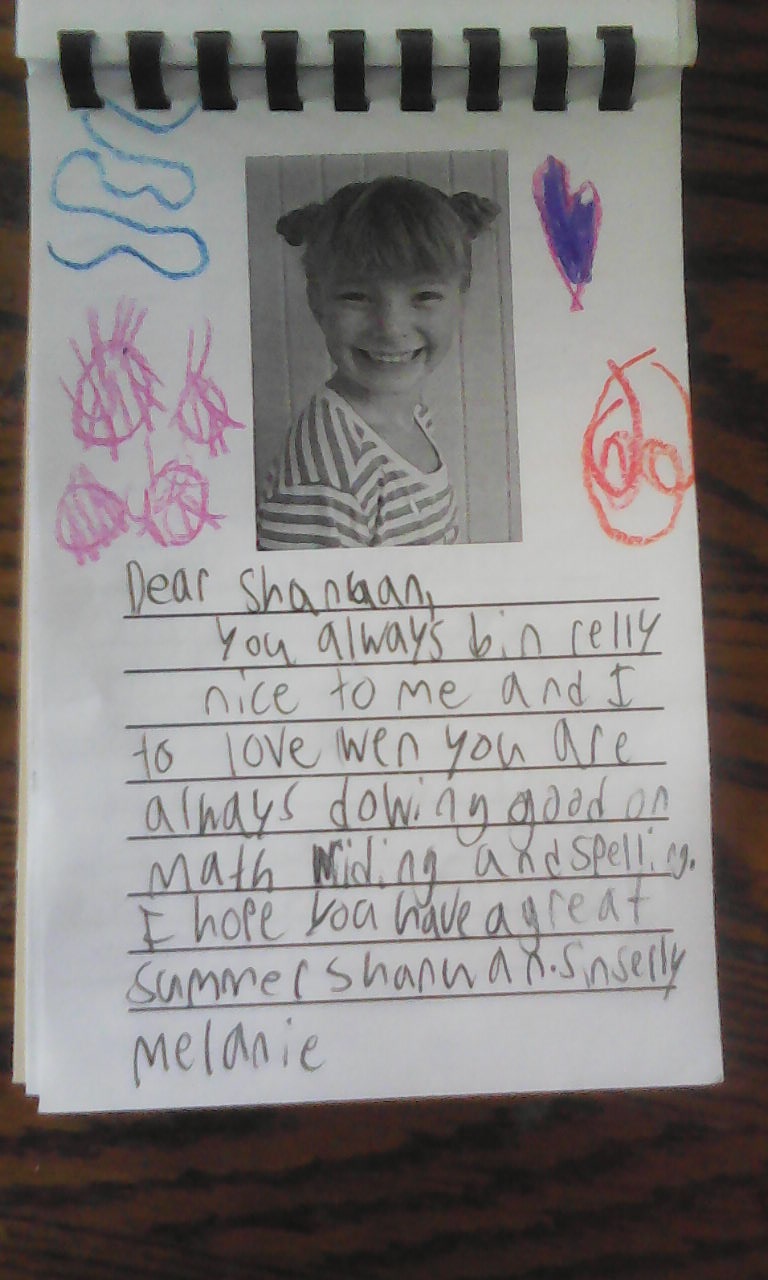 Dear Shannan,
you always bin relly
nice to me and I
to love wen you are
always dowing good on
math Riding and spelling.
I hope you have a great
summer Shannan. Sinselly
Melanie